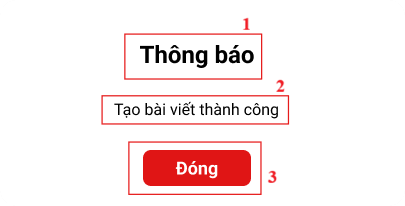 1
Thông báo
2
Tạo bài viết thành công
Đóng
3